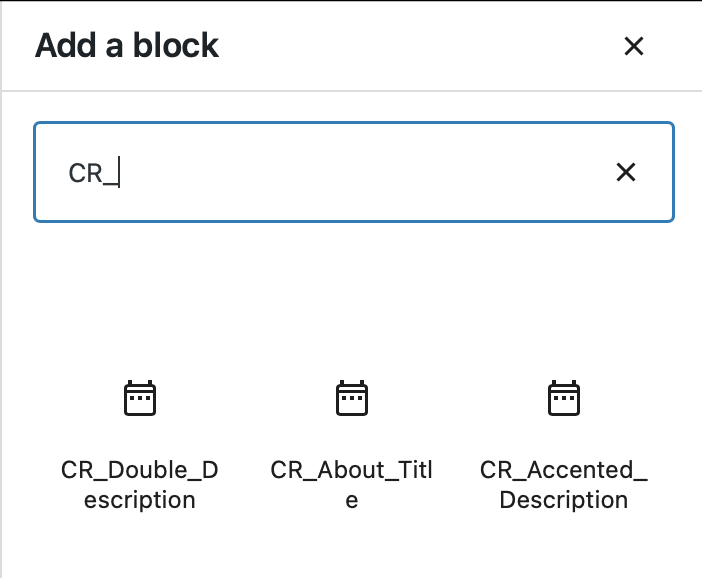 Add a block
CR_
CR_Double_D
escription
CR_About_Titl
e
CR_Accented_
Description